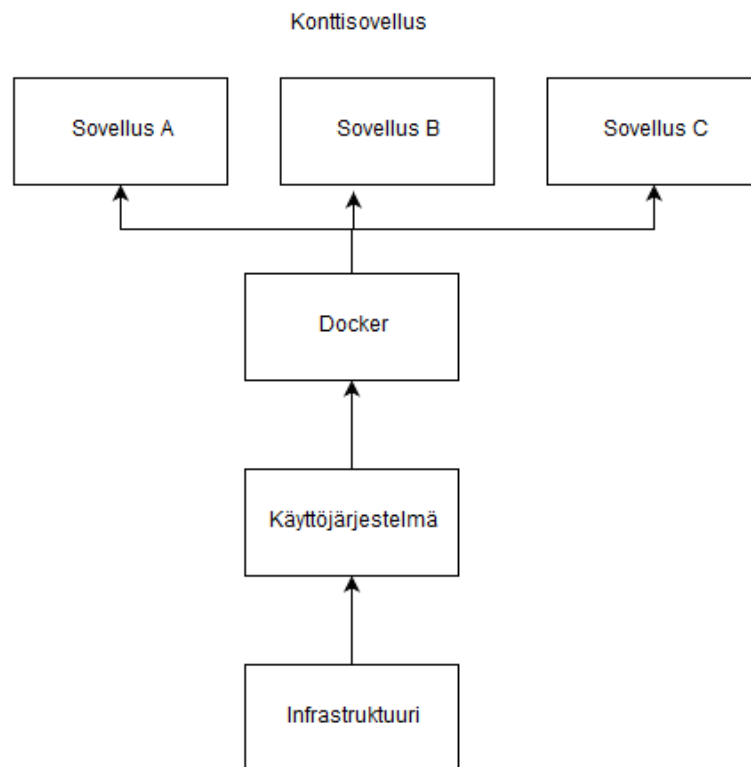 Konttisovellus
Sovellus A
Sovellus B
Sovellus C
Docker
Käyttöjärjestelmä
Infrastruktuuri